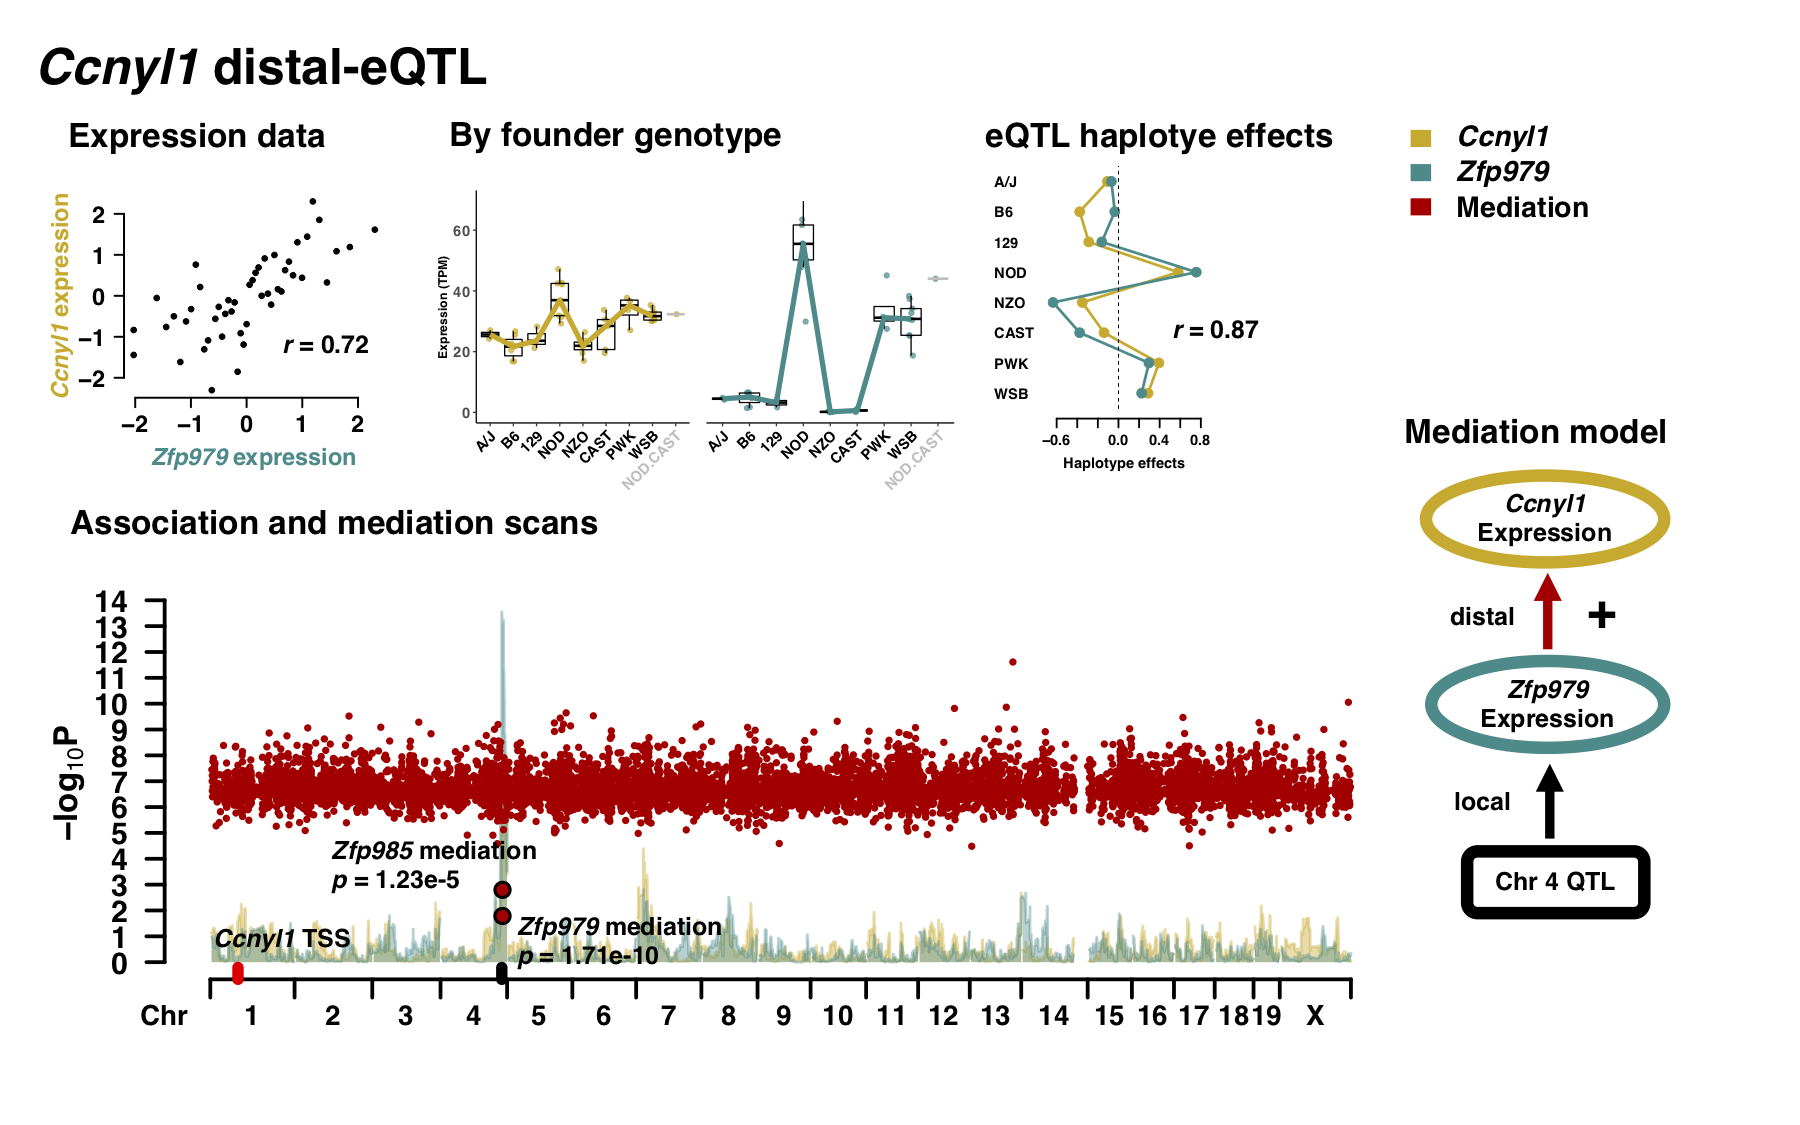 Ccnyl1 distal-eQTL
Expression data
By founder genotype
eQTL haplotye effects
Ccnyl1
Zfp979
Mediation
Ccnyl1 expression
2
1
0
−1
−2
r = 0.72
−2 −1 0 1 2
Zfp979 expression
Expression (TPM)
60
40
20
0
A/J B6 129 NOD NZO CAST PWK WSB NOD.CAST
A/J B6 129 NOD NZO CAST PWK WSB NOD.CAST
A/J
B6
129
NOD
NZO
CAST
PWK
WSB
r = 0.87
−0.6 0.0 0.4 0.8
Haplotype effects
Mediation model
Ccnyl1
Expression
distal +
Zfp979
Expression
local
Chr 4 QTL
Association and mediation scans
−log10P
14
13
12
11
10
9
8
7
6
5
4
3
2
1
0
Zfp985 mediation
p = 1.23e-5
Zfp979 mediation
p = 1.71e-10
Ccnyl1 TSS
Chr 1 2 3 4 5 6 7 8 9 10 11 12 13 14 15 16 17 18 19 X